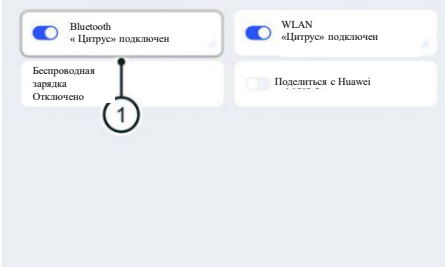 Bluetooth
« Цитрус» подключен
WLAN
«Цитрус» подключен
Беспроводная
зарядка
Отключено
Поделиться с Huawei
1